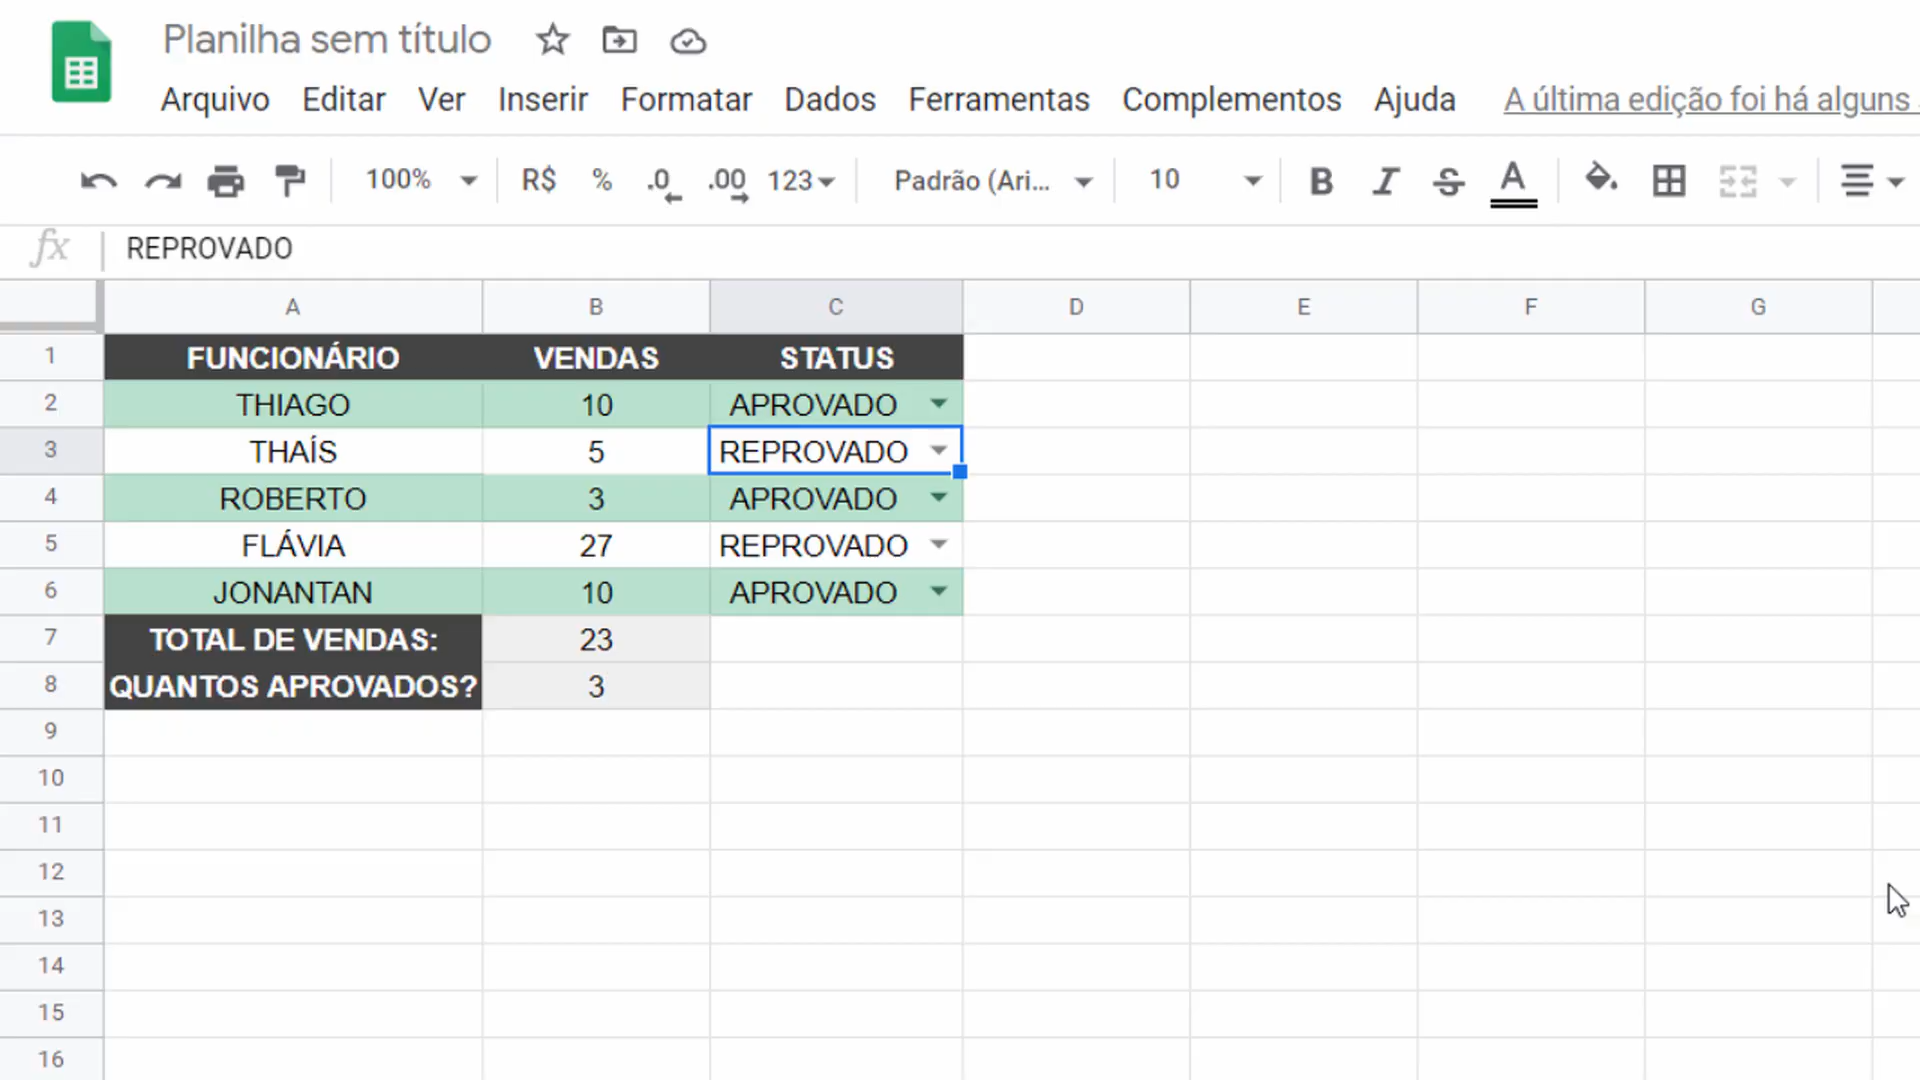 Planilha sem título
Arquivo Editar Ver Inserir Formatar Dados Ferramentas Complementos Ajuda A última edição foi há alguns
100% R$ % .0 .00 123 Padrão (Ari... 10 B I S A
fx REPROVADO
A B C D E F G
1 FUNCIONÁRIO VENDAS STATUS
2 THIAGO 10 APROVADO
3 THAÍS 5 REPROVADO
4 ROBERTO 3 APROVADO
5 FLÁVIA 27 REPROVADO
6 JONANTAN 10 APROVADO
7 TOTAL DE VENDAS: 23
8 QUANTOS APROVADOS? 3
9
10
11
12
13
14
15
16